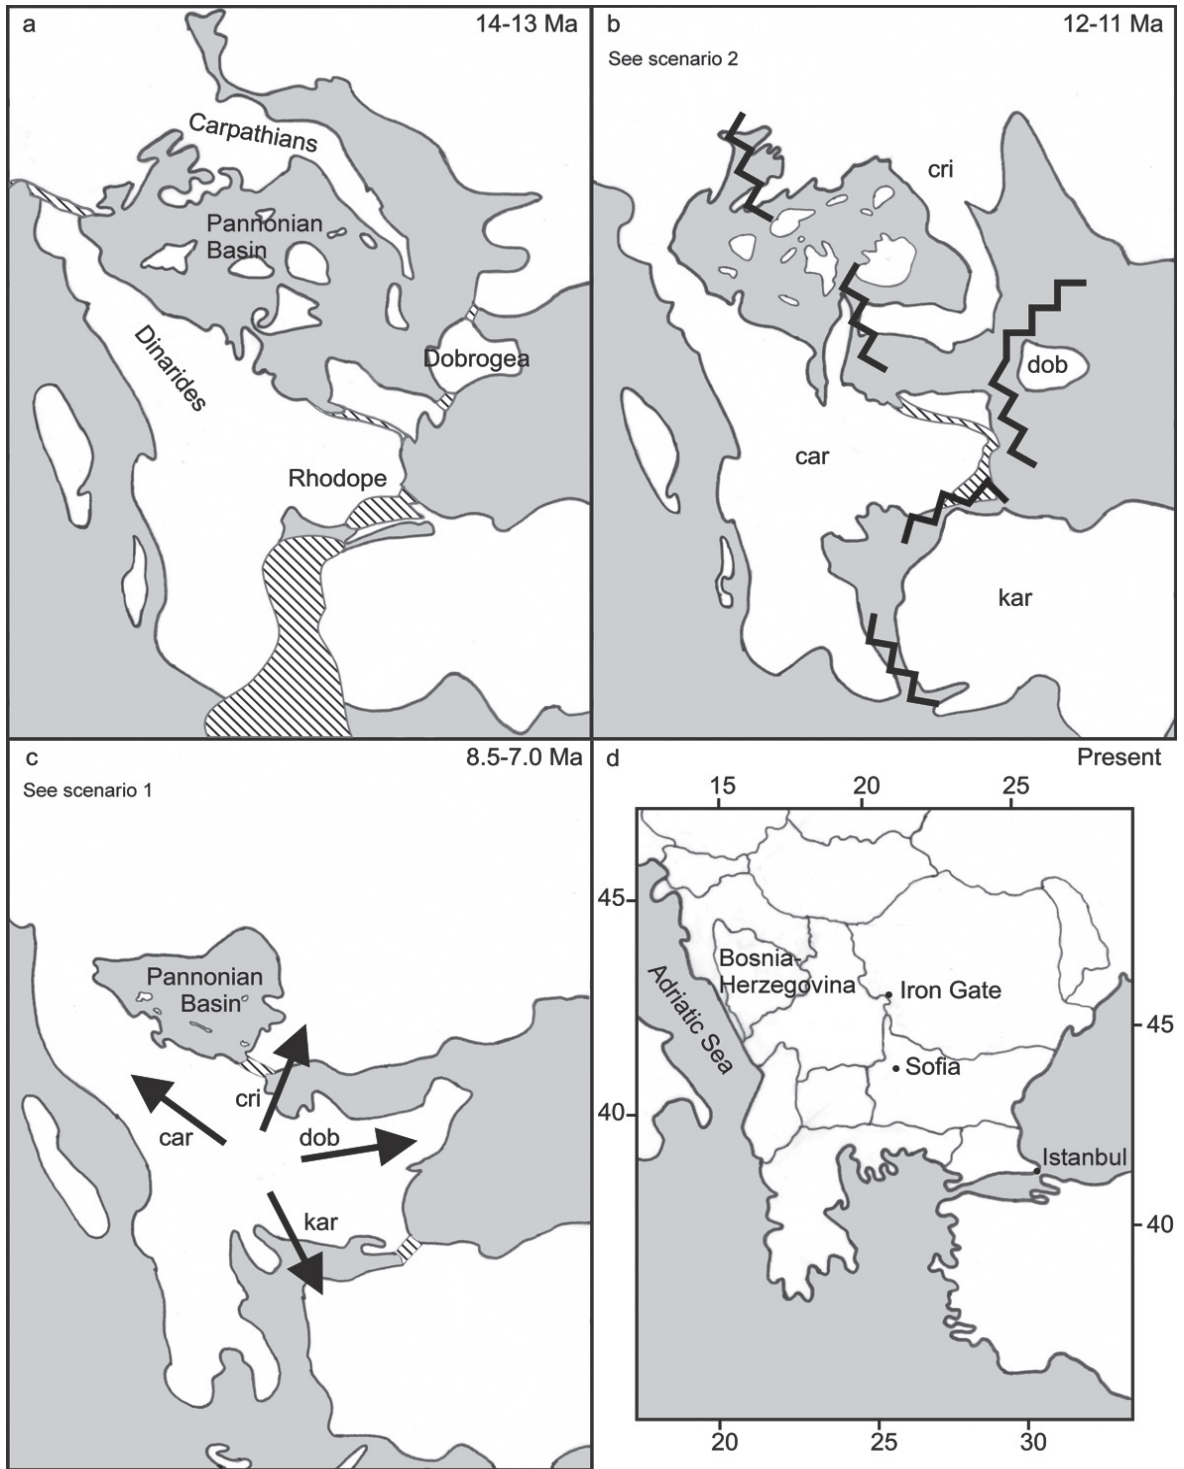 a
14-13 Ma
Carpathians
Pannonian
Basin
Dinarides
Dobrogea
Rhodope
b
12-11 Ma
See scenario 2
cri
dob
car
kar
c
8.5-7.0 Ma
See scenario 1
Pannonian
Basin
cri
car
dob
kar
d
Present
15
20
25
45
Bosnia-
Herzegovina
Iron Gate
Adriatic Sea
45
Sofia
40
Istanbul
40
20
25
30